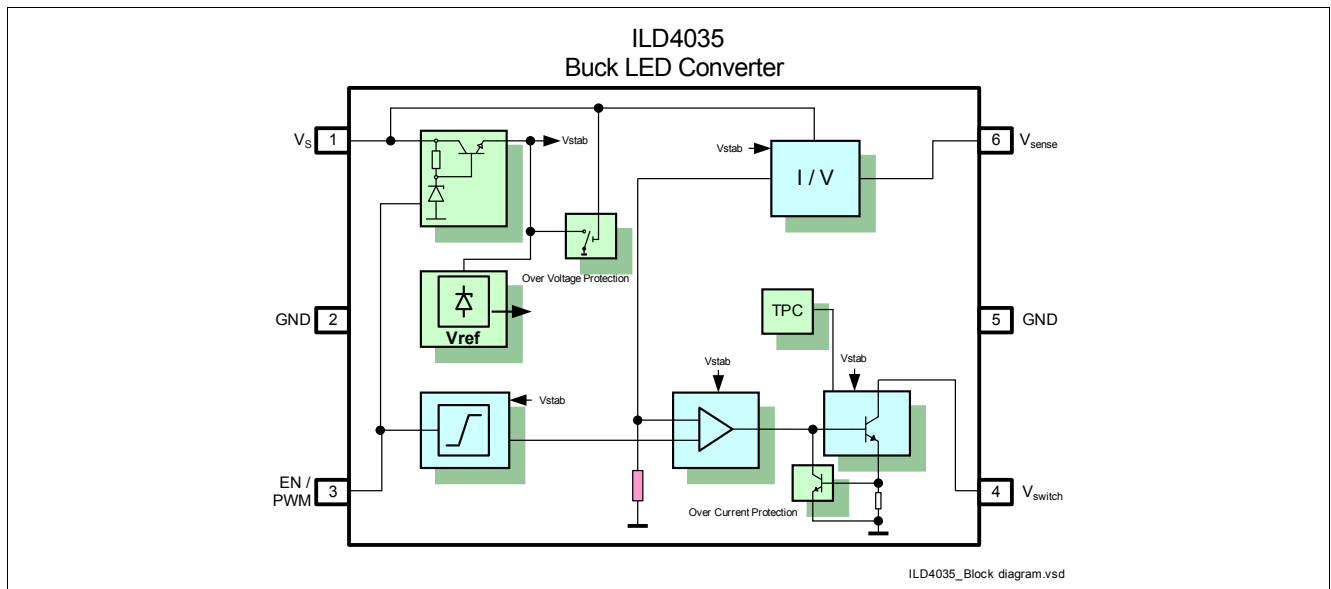 ILD4035
Buck LED Converter
VS 1
Vstab
Vstab
I / V
6 Vsense
Over Voltage Protection
GND 2
Vref
TPC
5 GND
Vstab
Vstab
Vstab
EN /
PWM
3
4 Vswitch
Over Current Protection
ILD4035_Block diagram.vsd